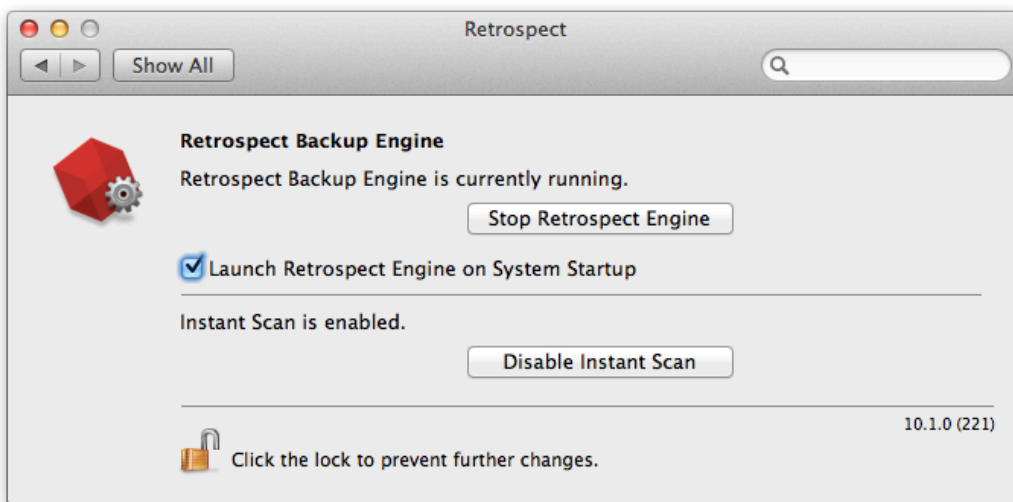 Retrospect
Show All
Retrospect Backup Engine
Retrospect Backup Engine is currently running.
Stop Retrospect Engine
Launch Retrospect Engine on System Startup
Instant Scan is enabled.
Disable Instant Scan
10.1.0 (221)
Click the lock to prevent further changes.